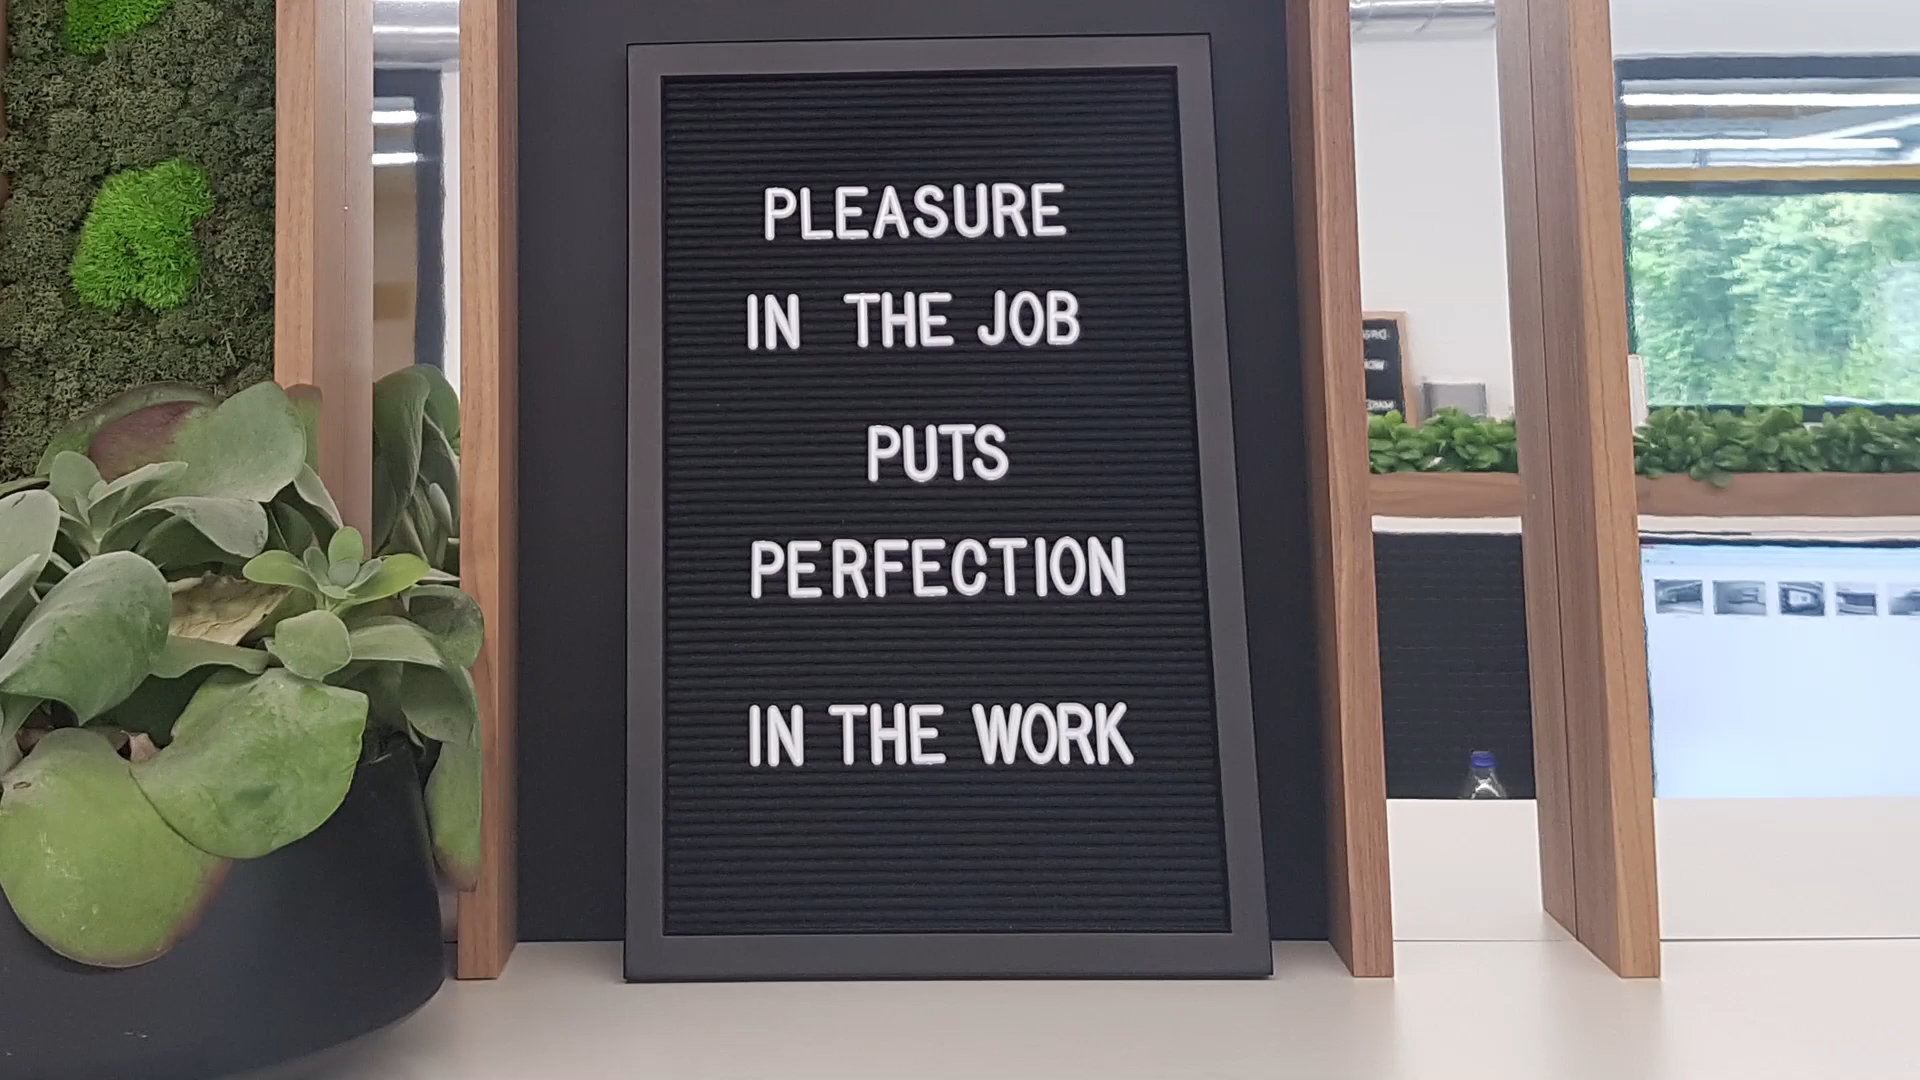 PLEASURE
IN THE JOB
PUTS
PERFECTION
IN THE WORK